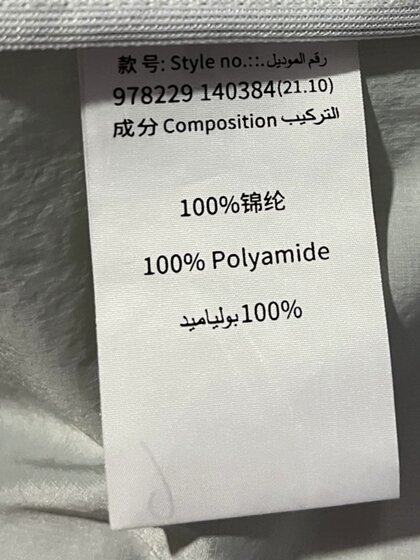 款号: Style no.::. رقم الموديل
978229 140384(21.10)
成分 Composition التركيب
100%锦纶
100% Polyamide
100% بولياميد